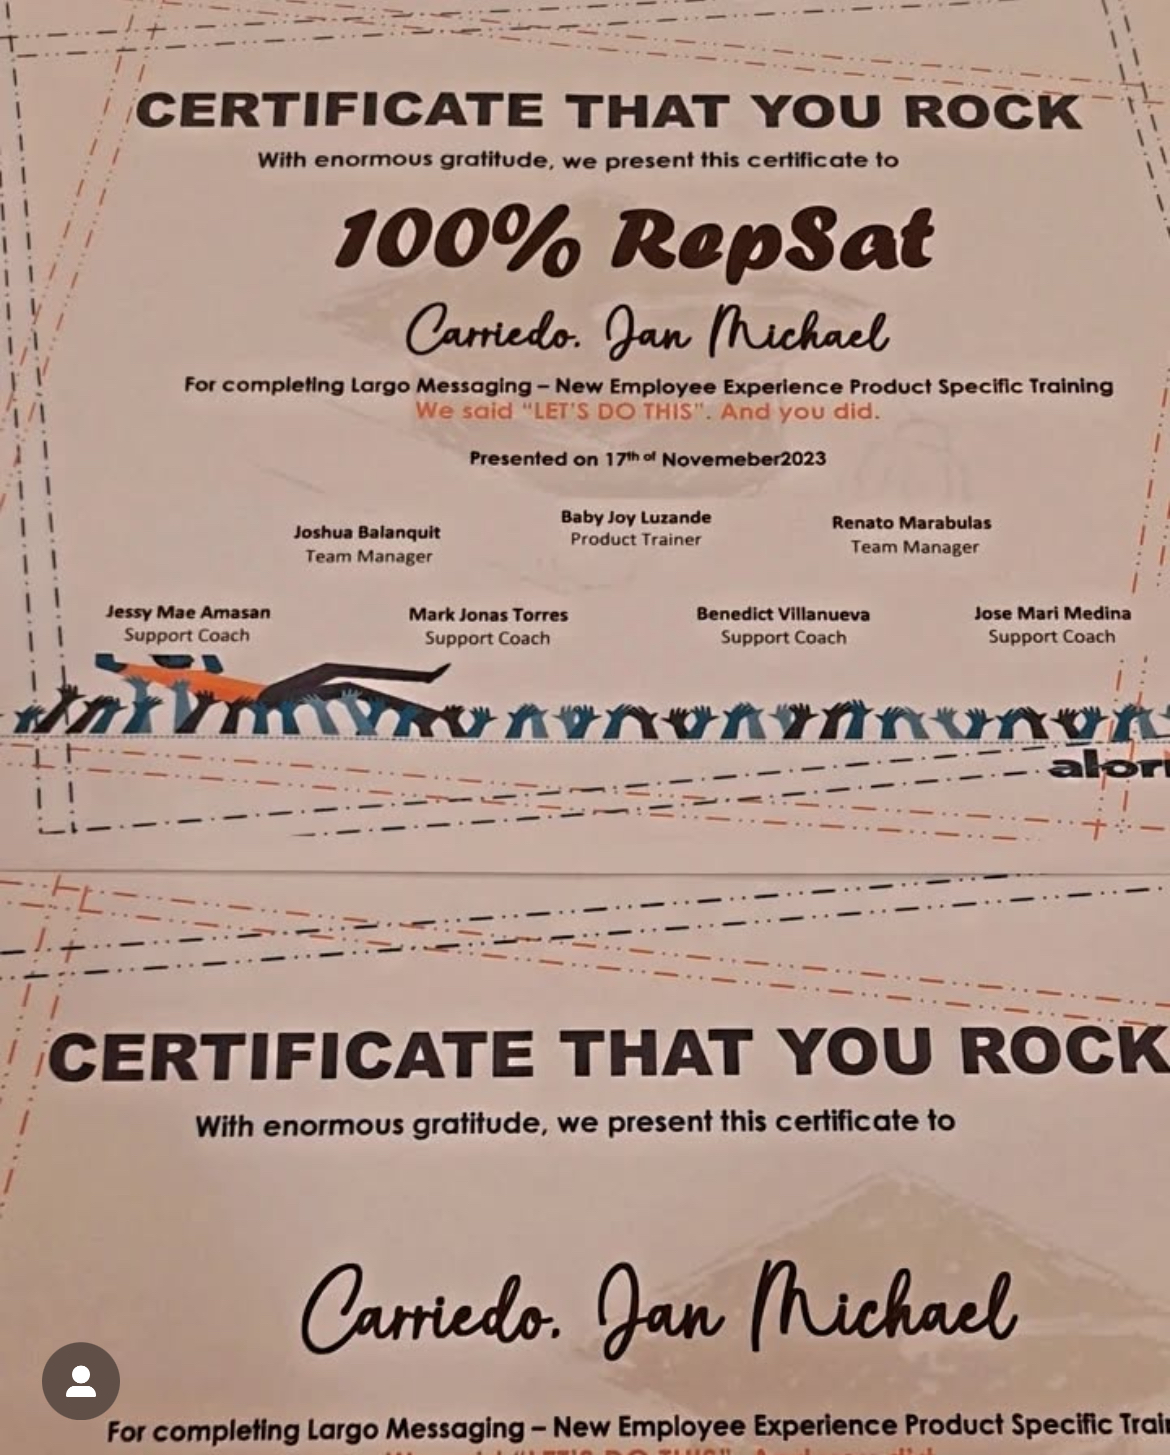 CERTIFICATE THAT YOU ROCK
With enormous gratitude, we present this certificate to
100% RepSat
Carriedo. Jan Michael
For completing Largo Messaging – New Employee Experience Product Specific Training
We said "LET'S DO THIS". And you did.
Presented on 17th of Novemeber2023
Baby Joy Luzande
Product Trainer
Joshua Balanquit
Team Manager
Renato Marabulas
Team Manager
Jessy Mae Amasan
Support Coach
Mark Jonas Torres
Support Coach
Benedict Villanueva
Support Coach
Jose Mari Medina
Support Coach
alori
CERTIFICATE THAT YOU ROCK
With enormous gratitude, we present this certificate to
Carriedo. Jan Michael
For completing Largo Messaging – New Employee Experience Product Specific Trai